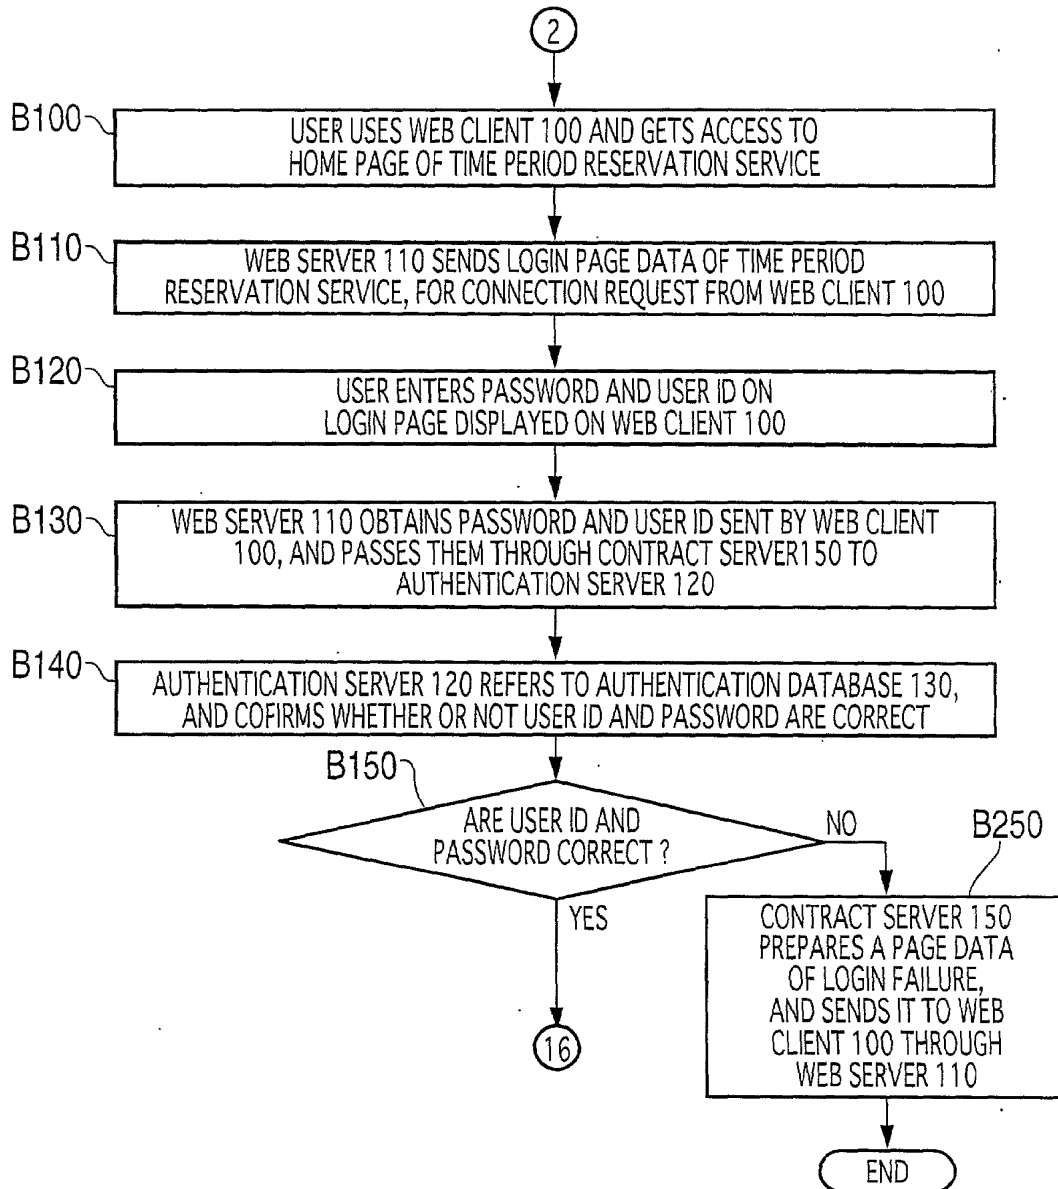 2
B100
USER USES WEB CLIENT 100 AND GETS ACCESS TO
HOME PAGE OF TIME PERIOD RESERVATION SERVICE
B110
WEB SERVER 110 SENDS LOGIN PAGE DATA OF TIME PERIOD
RESERVATION SERVICE, FOR CONNECTION REQUEST FROM WEB CLIENT 100
B120
USER ENTERS PASSWORD AND USER ID ON
LOGIN PAGE DISPLAYED ON WEB CLIENT 100
B130
WEB SERVER 110 OBTAINS PASSWORD AND USER ID SENT BY WEB CLIENT
100, AND PASSES THEM THROUGH CONTRACT SERVER150 TO
AUTHENTICATION SERVER 120
B140
AUTHENTICATION SERVER 120 REFERS TO AUTHENTICATION DATABASE 130,
AND COFIRMS WHETHER OR NOT USER ID AND PASSWORD ARE CORRECT
B150
ARE USER ID AND
PASSWORD CORRECT ?
NO
YES
16
B250
CONTRACT SERVER 150
PREPARES A PAGE DATA
OF LOGIN FAILURE,
AND SENDS IT TO WEB
CLIENT 100 THROUGH
WEB SERVER 110
END